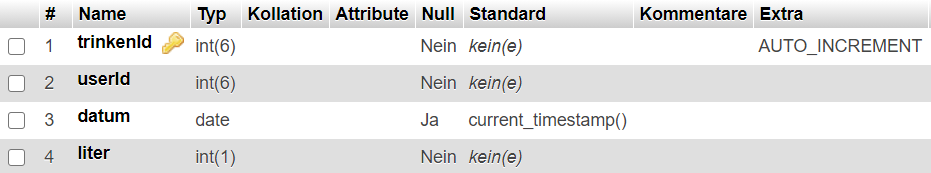 # Name Typ Kollation Attribute Null Standard Kommentare Extra
1 trinkenId int(6) Nein kein(e) AUTO_INCREMENT
2 userId int(6) Nein kein(e)
3 datum date Ja current_timestamp()
4 liter int(1) Nein kein(e)